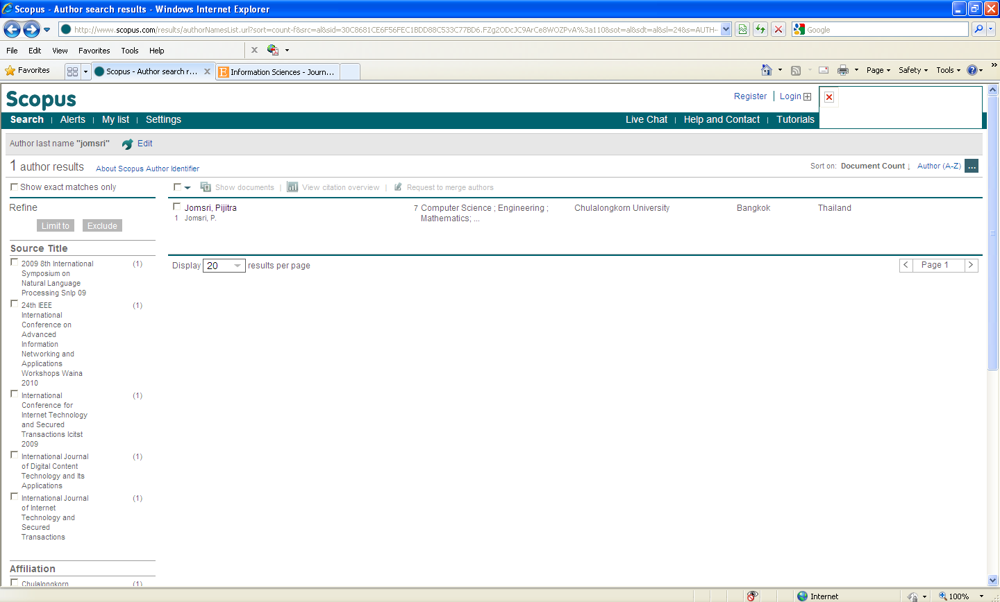 Scopus - Author search results - Windows Internet Explorer
http://www.scopus.com/results/authorNamesList.url?sort=count-f&src=al&sid=30C8681CE6F56FEC1BDD88C533C77BD6.FZg2ODcJC9ArCe8WOZPvA%3a110&sot=al&sdt=al&sl=24&s=AUTH- Google
File Edit View Favorites Tools Help
Favorites Scopus - Author search r... Information Sciences - Journ... Page Safety Tools
Scopus
Register Login
Search Alerts My list Settings Live Chat Help and Contact Tutorials
Author last name "jomsri" Edit
1 author results About Scopus Author Identifier Sort on: Document Count ↓ Author (A-Z) ...
Show exact matches only
Show documents | View citation overview | Request to merge authors
Refine
Limit to Exclude
Jomsri, Pijitra 7 Computer Science ; Engineering ; Chulalongkorn University Bangkok Thailand
1 Jomsri, P. Mathematics; ...
Source Title
2009 8th International (1)
Symposium on
Natural Language
Processing Snlp 09
24th IEEE (1)
International
Conference on
Advanced
Information
Networking and
Applications
Workshops Waina
2010
International (1)
Conference for
Internet Technology
and Secured
Transactions Icitst
2009
International Journal (1)
of Digital Content
Technology and Its
Applications
International Journal (1)
of Internet
Technology and
Secured
Transactions
Affiliation
Chulalongkorn (1)
Display 20 results per page < Page 1 >
Internet 100%